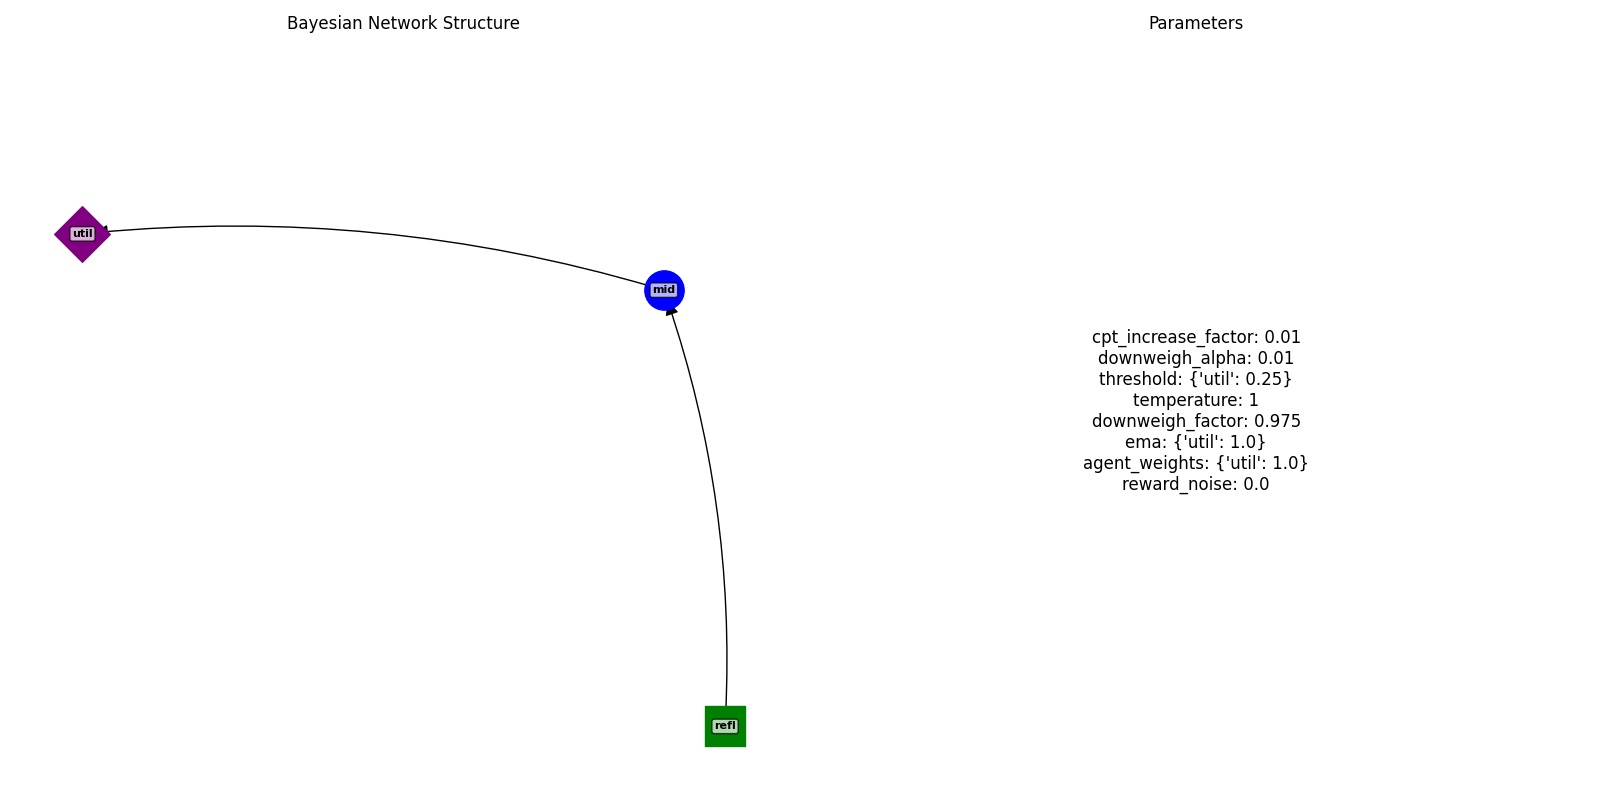 Bayesian Network Structure
Parameters
util
mid
cpt_increase_factor: 0.01
downweigh_alpha: 0.01
threshold: {'util': 0.25}
temperature: 1
downweigh_factor: 0.975
ema: {'util': 1.0}
agent_weights: {'util': 1.0}
reward_noise: 0.0
refl